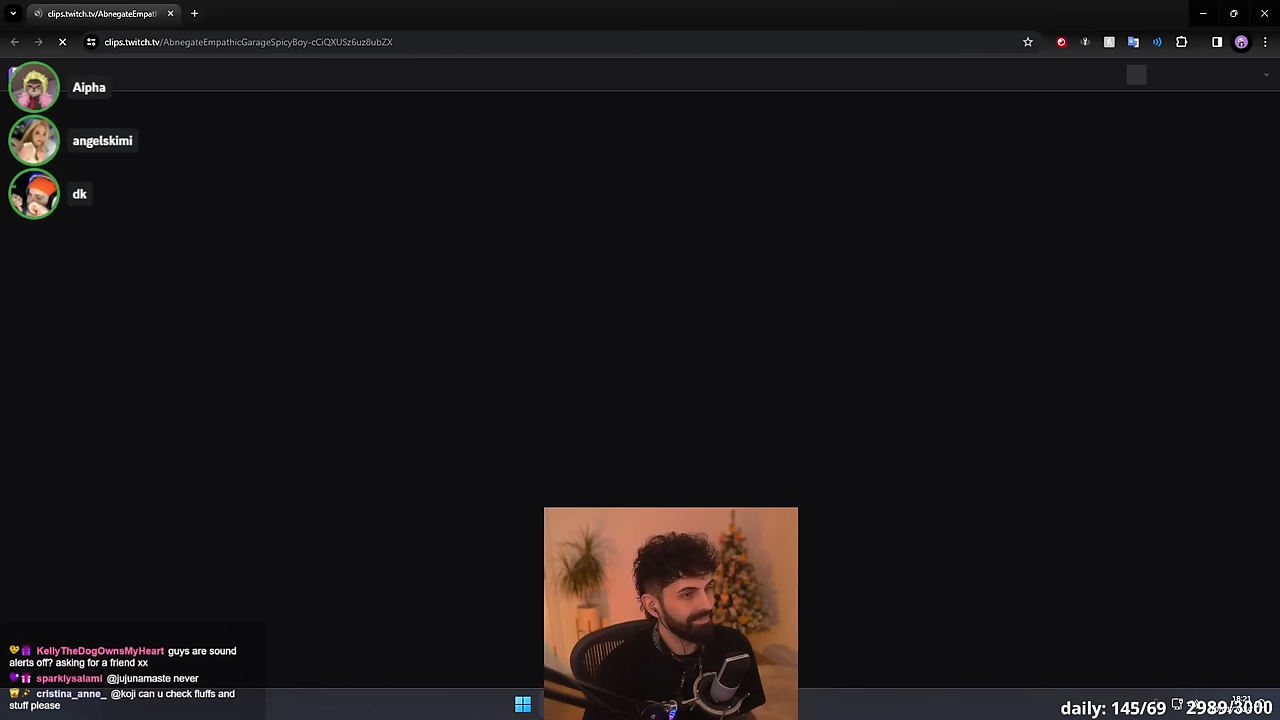 clips.twitch.tv/AbnegateEmpat
clips.twitch.tv/AbnegateEmpathicGarageSpicyBoy-cCiQXUSz6uz8ubZX
Aipha
angelskimi
dk
KellyTheDogOwnsMyHeart guys are sound
alerts off? asking for a friend xx
sparklysalami @jujunamaste never
cristina_anne_ @koji can u check fluffs and
stuff please
18:21
daily: 145/69 2989/3000